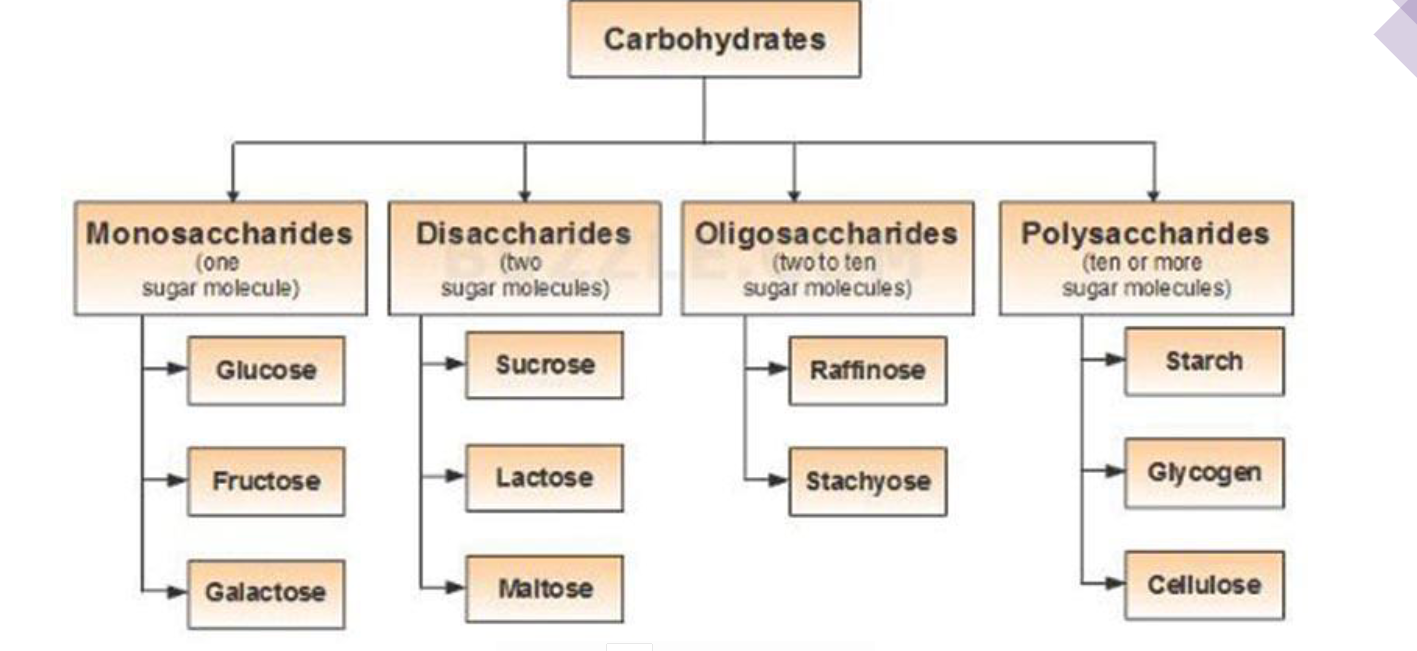 Carbohydrates
Monosaccharides
(one
sugar molecule)
Glucose
Fructose
Galactose
Disaccharides
(two
sugar molecules)
Sucrose
Lactose
Maltose
Oligosaccharides
(two to ten
sugar molecules)
Raffinose
Stachyose
Polysaccharides
(ten or more
sugar molecules)
Starch
Glycogen
Cellulose